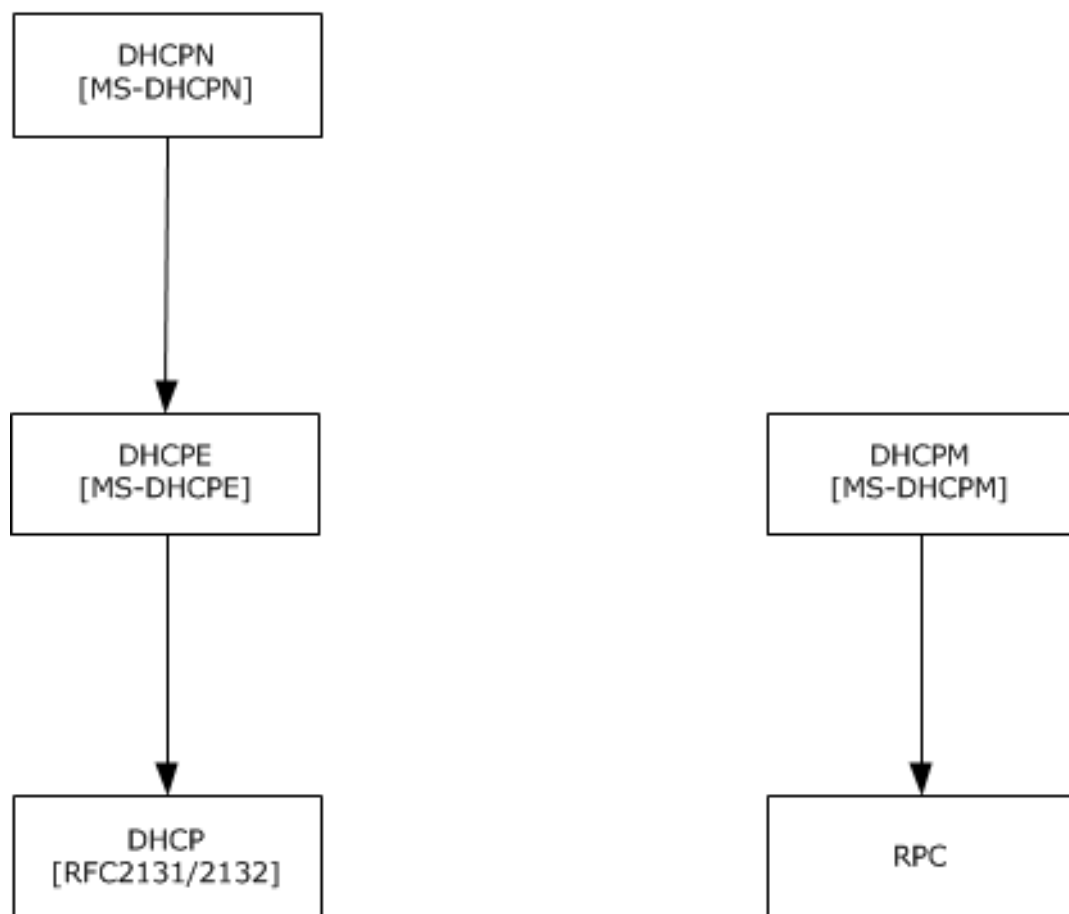 DHCPN
[MS-DHCPN]
DHCPE
[MS-DHCPE]
DHCPM
[MS-DHCPM]
DHCP
[RFC2131/2132]
RPC